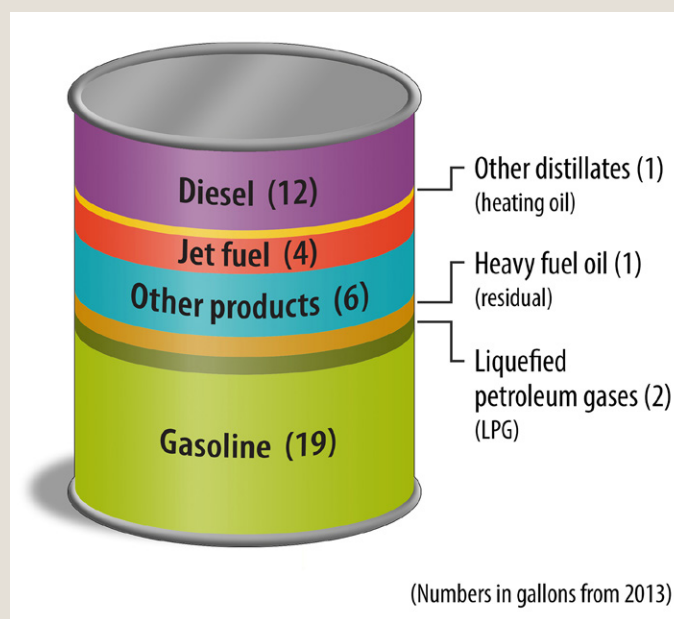 Diesel (12)
Other distillates (1)
(heating oil)
Jet fuel (4)
Other products (6)
Heavy fuel oil (1)
(residual)
Liquefied
petroleum gases (2)
(LPG)
Gasoline (19)
(Numbers in gallons from 2013)